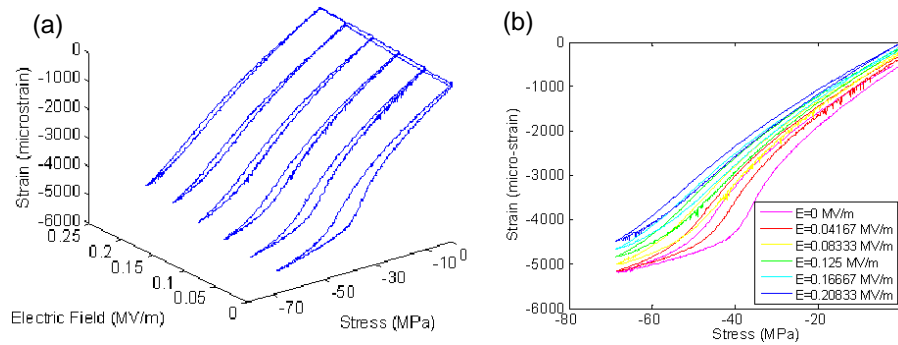 (a)
0
-1000
-2000
-3000
-4000
-5000
-6000
Strain (microstrain)
0.25
0.2
0.15
0.1
0.05
0
Electric Field (MV/m)
-70
-50
-30
-10
0
Stress (MPa)
(b)
0
-1000
-2000
-3000
-4000
-5000
-6000
Strain (micro-strain)
-80
-60
-40
-20
Stress (MPa)
E=0 MV/m
E=0.04167 MV/m
E=0.08333 MV/m
E=0.125 MV/m
E=0.16667 MV/m
E=0.20833 MV/m